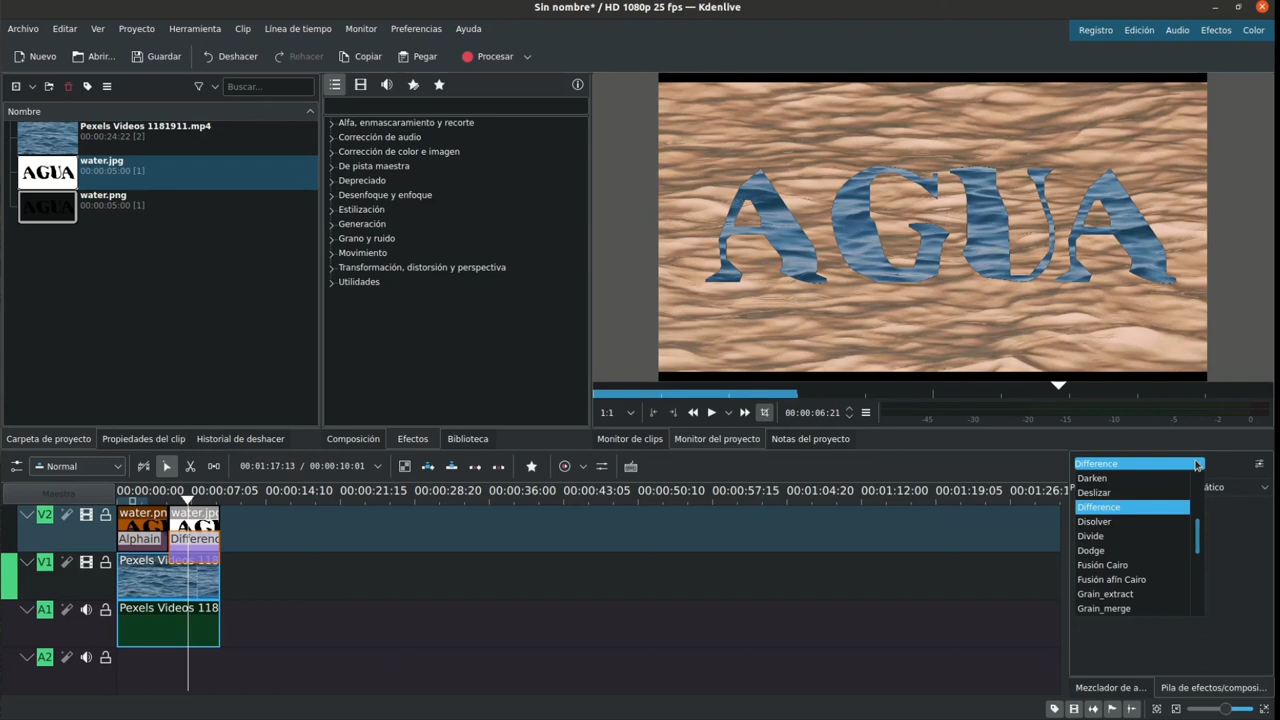 Sin nombre* / HD 1080p 25 fps — Kdenlive
Archivo Editar Ver Proyecto Herramienta Clip Línea de tiempo Monitor Preferencias Ayuda
Registro Edición Audio Efectos Color
Nuevo Abrir... Guardar Deshacer Rehacer Copiar Pegar Procesar
Buscar...
Nombre
Pexels Videos 1181911.mp4
00:00:24:22 [2]
AGUA
water.jpg
00:00:05:00 [1]
AGUA
water.png
00:00:05:00 [1]
Alfa, enmascaramiento y recorte
Corrección de audio
Corrección de color e imagen
De pista maestra
Depreciado
Desenfoque y enfoque
Estilización
Generación
Grano y ruido
Movimiento
Transformación, distorsión y perspectiva
Utilidades
AGUA
1:1 00:00:06:21
-45 -30 -20 -15 -10 -5 -2 0
Carpeta de proyecto Propiedades del clip Historial de deshacer
Composición Efectos Biblioteca
Monitor de clips Monitor del proyecto Notas del proyecto
Normal 00:01:17:13 / 00:00:10:01
Maestra
00:00:00:00 00:00:07:05 00:00:14:10 00:00:21:15 00:00:28:20 00:00:36:00 00:00:43:05 00:00:50:10 00:00:57:15 00:01:04:20 00:01:12:00 00:01:19:05 00:01:26:1
V2 water.pn water.jpg
Alphain Differenc
V1 Pexels Videos 118
A1 Pexels Videos 118
A2
Difference
ático
Darken
Deslizar
Difference
Disolver
Divide
Dodge
Fusión Cairo
Fusión afín Cairo
Grain_extract
Grain_merge
Mezclador de a... Pila de efectos/composi...